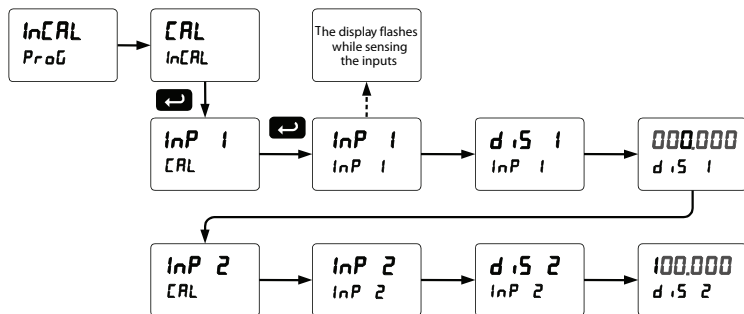 InCAL
ProG
CAL
InCAL
The display flashes
while sensing
the inputs
InP 1
CAL
InP 1
InP 1
diS 1
InP 1
000.000
diS 1
InP 2
CAL
InP 2
InP 2
diS 2
InP 2
100.000
diS 2